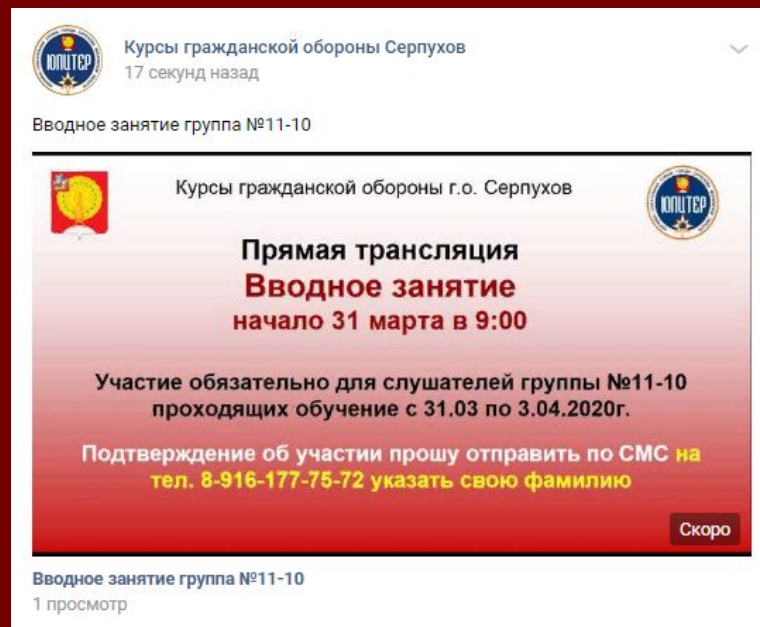 Курсы гражданской обороны Серпухов
17 секунд назад
Вводное занятие группа №11-10
Курсы гражданской обороны г.о. Серпухов
Прямая трансляция
Вводное занятие
начало 31 марта в 9:00
Участие обязательно для слушателей группы №11-10
проходящих обучение с 31.03 по 3.04.2020г.
Подтверждение об участии прошу отправить по СМС на
тел. 8-916-177-75-72 указать свою фамилию
Скоро
Вводное занятие группа №11-10
1 просмотр
ЮПИТЕР
ЮПИТЕР